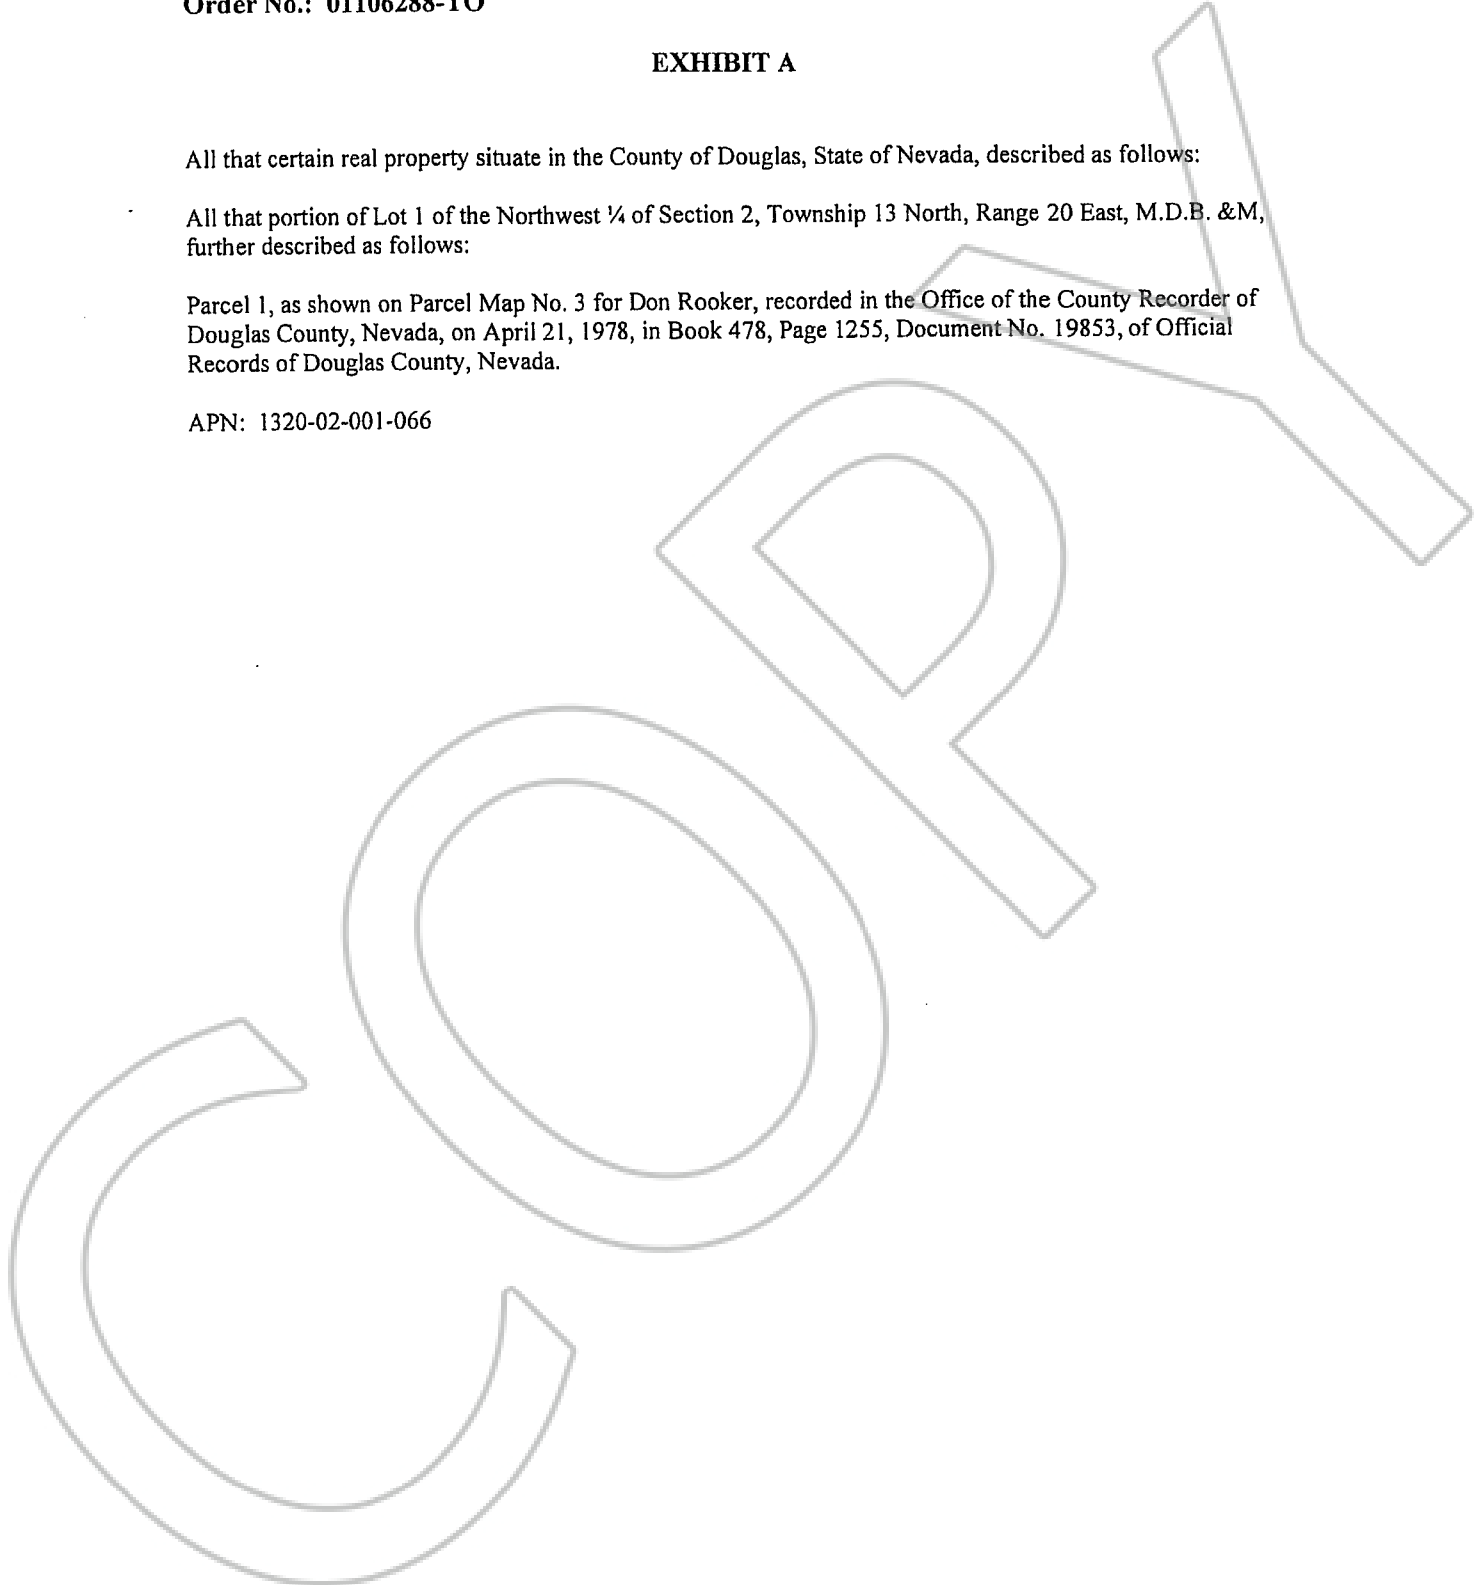 Order No.: 01106288-TO
EXHIBIT A
All that certain real property situate in the County of Douglas, State of Nevada, described as follows:
All that portion of Lot 1 of the Northwest ¼ of Section 2, Township 13 North, Range 20 East, M.D.B. &M,
further described as follows:
Parcel 1, as shown on Parcel Map No. 3 for Don Rooker, recorded in the Office of the County Recorder of
Douglas County, Nevada, on April 21, 1978, in Book 478, Page 1255, Document No. 19853, of Official
Records of Douglas County, Nevada.
APN: 1320-02-001-066
COPY